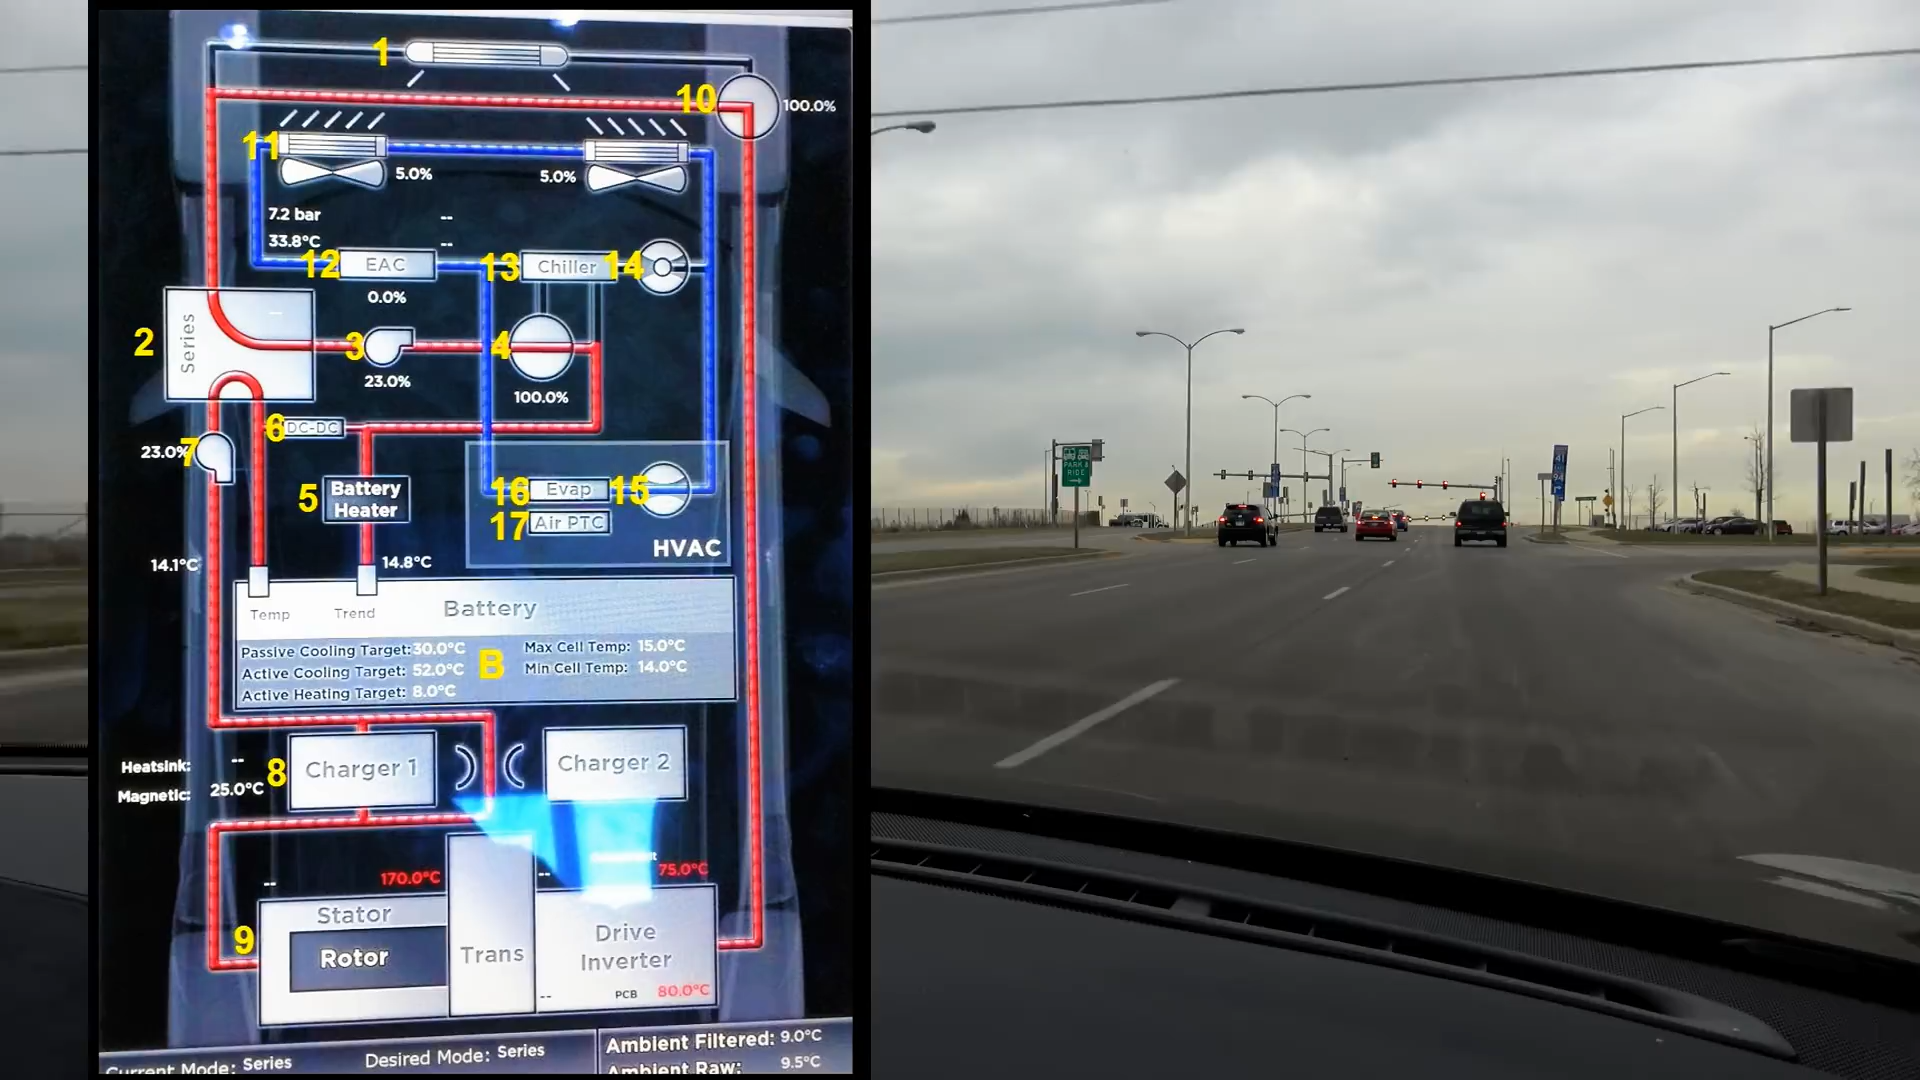 1
10
100.0%
11
5.0%
5.0%
7.2 bar
--
33.8°C
--
12
EAC
13
Chiller
14
0.0%
2
Series
--
3
23.0%
4
100.0%
6
DC-DC
23.0%
7
5
Battery
Heater
16
Evap
15
17
Air PTC
HVAC
14.1°C
14.8°C
Temp
Trend
Battery
Passive Cooling Target: 30.0°C
Active Cooling Target: 52.0°C
Active Heating Target: 8.0°C
B
Max Cell Temp: 15.0°C
Min Cell Temp: 14.0°C
Heatsink: --
Magnetic: 25.0°C
8
Charger 1
Charger 2
--
170.0°C
--
75.0°C
9
Stator
Rotor
Trans
Drive
Inverter
--
PCB
80.0°C
Current Mode: Series
Desired Mode: Series
Ambient Filtered: 9.0°C
Ambient Raw: 9.5°C
PARK &
RIDE
41
94